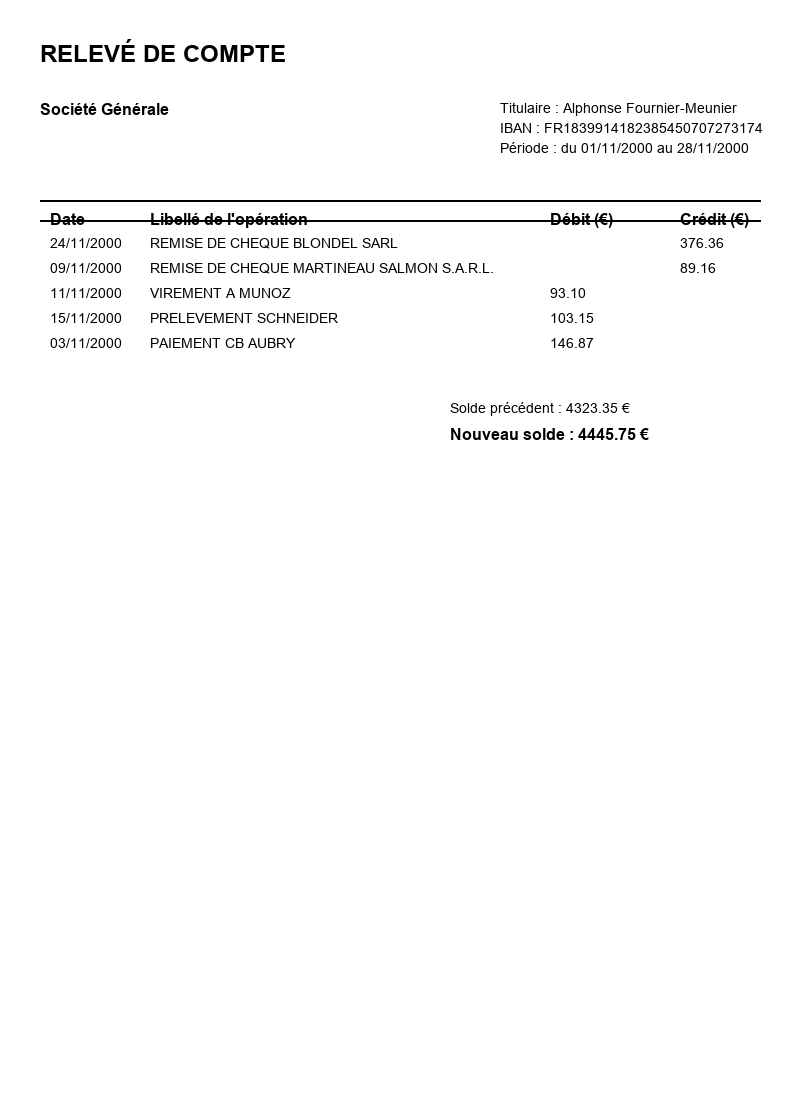 RELEVÉ DE COMPTE
Société Générale
Titulaire : Alphonse Fournier-Meunier
IBAN : FR1839914182385450707273174
Période : du 01/11/2000 au 28/11/2000
Date Libellé de l'opération Débit (€) Crédit (€)
24/11/2000 REMISE DE CHEQUE BLONDEL SARL 376.36
09/11/2000 REMISE DE CHEQUE MARTINEAU SALMON S.A.R.L. 89.16
11/11/2000 VIREMENT A MUNOZ 93.10
15/11/2000 PRELEVEMENT SCHNEIDER 103.15
03/11/2000 PAIEMENT CB AUBRY 146.87
Solde précédent : 4323.35 €
Nouveau solde : 4445.75 €